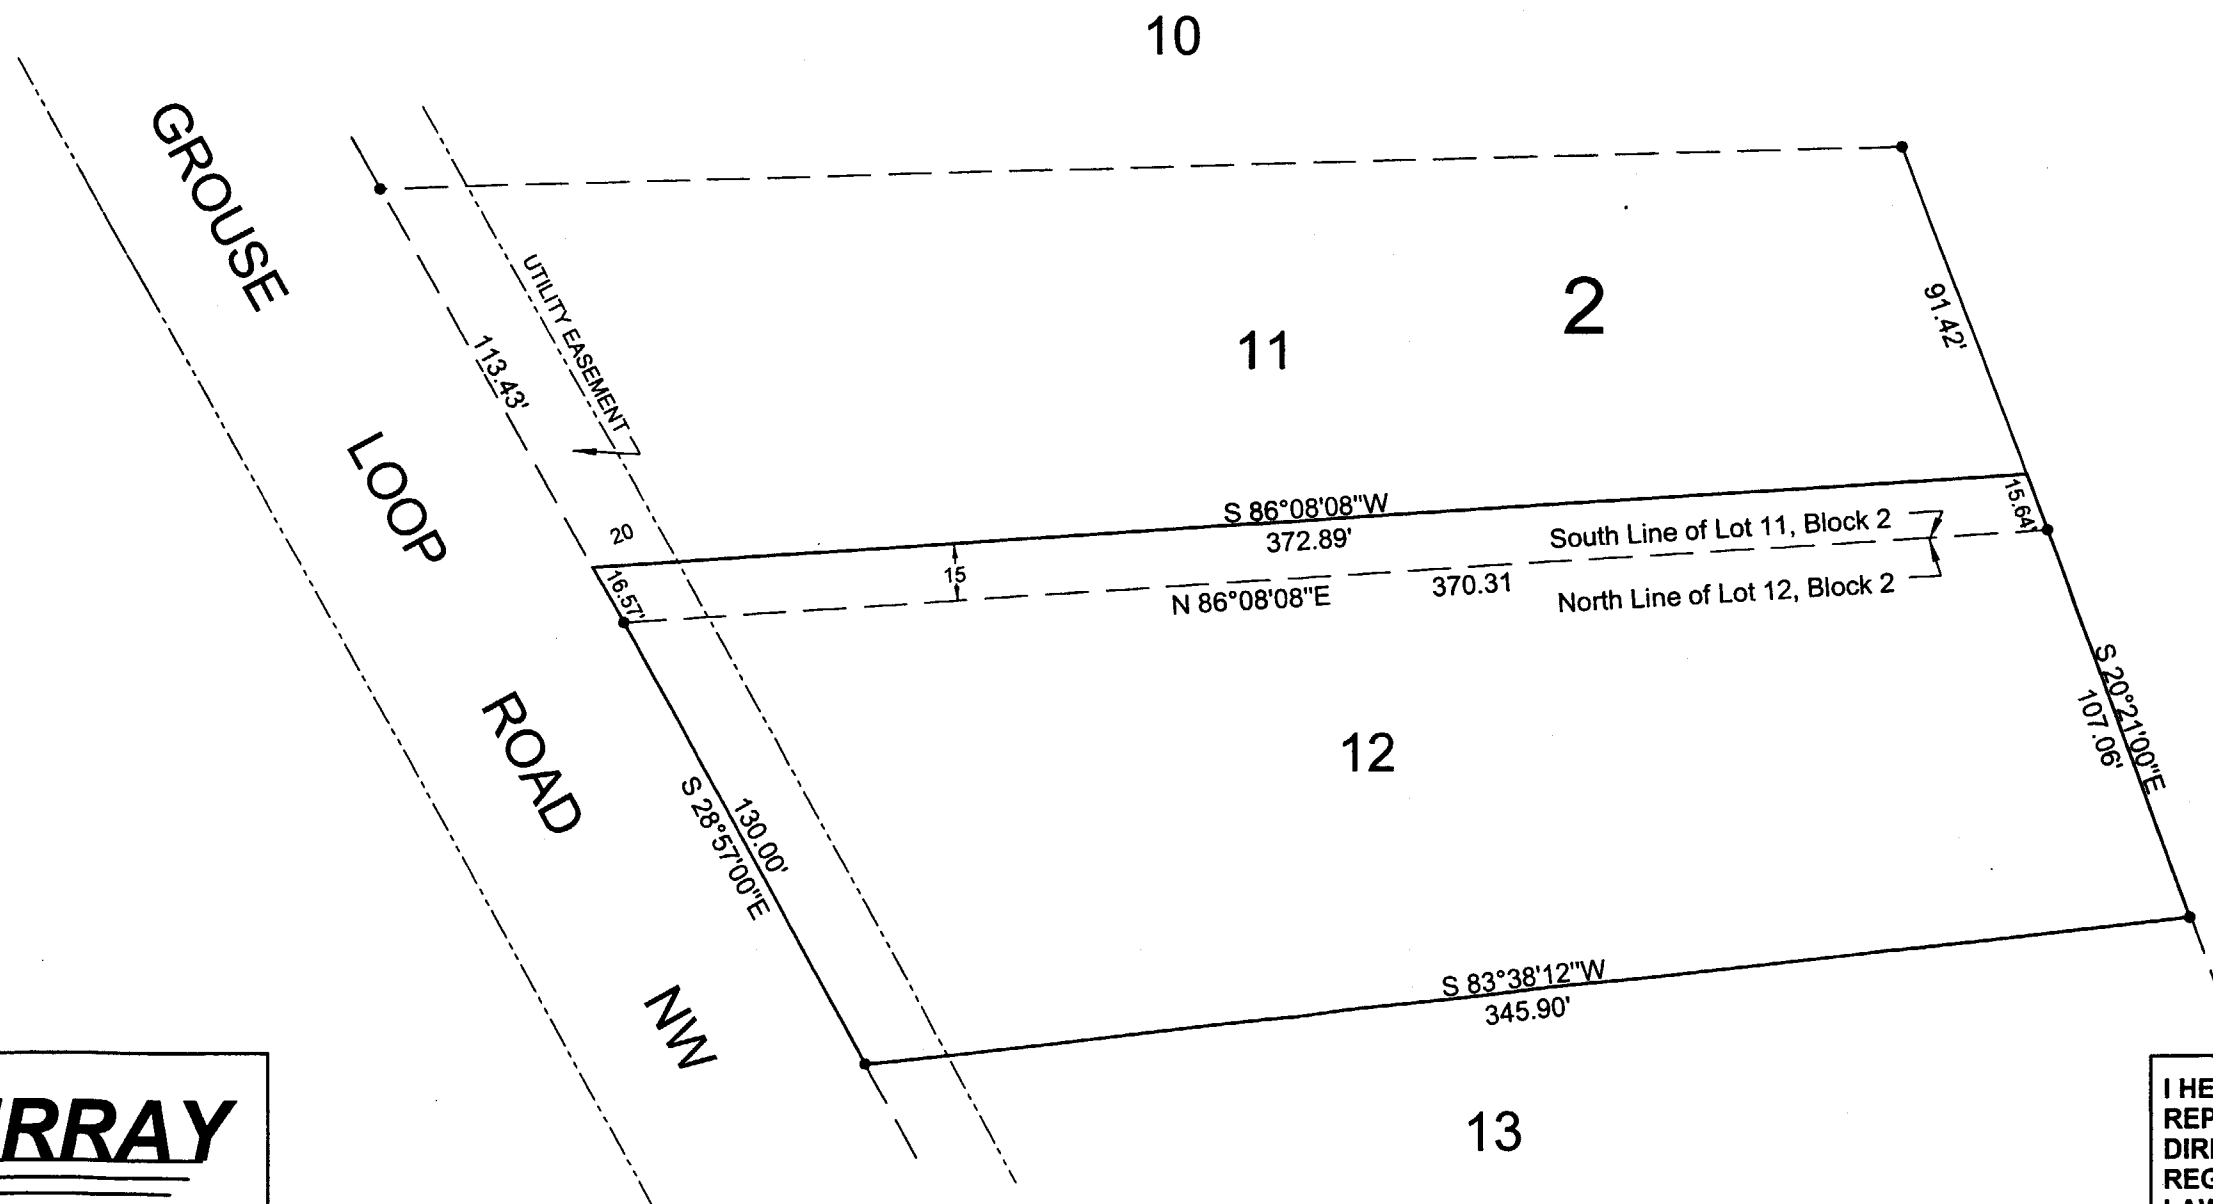 10
GROUSE
LOOP
ROAD
NW
UTILITY EASEMENT
113.43'
2
11
91.42'
20
S 86°08'08"W
372.89'
South Line of Lot 11, Block 2
15.64'
16.57'
15
N 86°08'08"E
370.31
North Line of Lot 12, Block 2
12
S 20°21'00"E
107.06'
130.00'
S 28°57'00"E
S 83°38'12"W
345.90'
13
RRAY
I HE
REP
DIR
REG